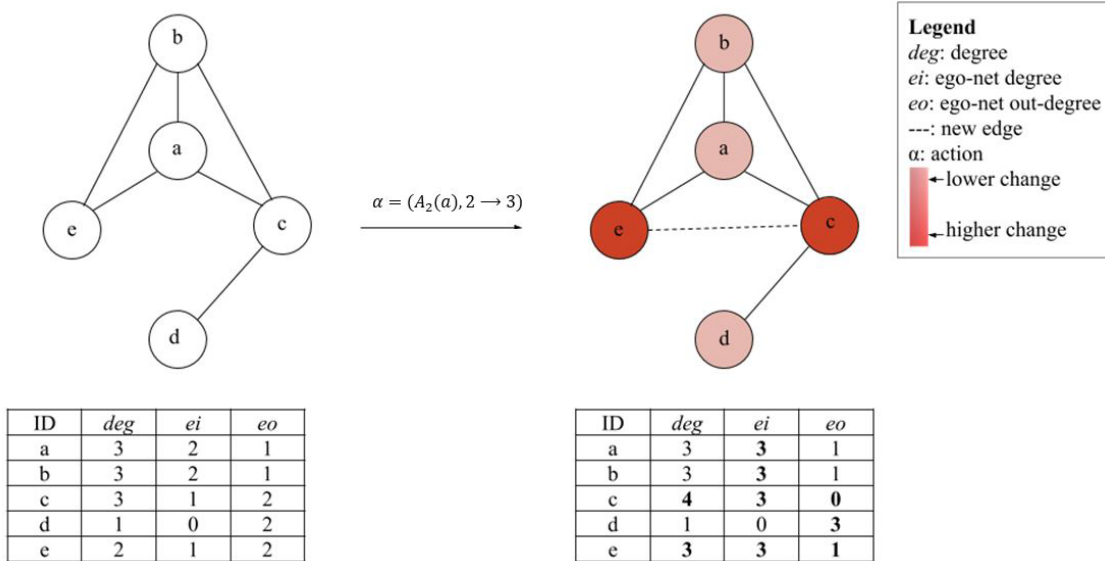 b
a
e
c
d
α = (A₂(a), 2 → 3)
b
a
e
c
d
Legend
deg: degree
ei: ego-net degree
eo: ego-net out-degree
---: new edge
α: action
lower change
higher change
ID deg ei eo
a 3 2 1
b 3 2 1
c 3 1 2
d 1 0 2
e 2 1 2
ID deg ei eo
a 3 3 1
b 3 3 1
c 4 3 0
d 1 0 3
e 3 3 1